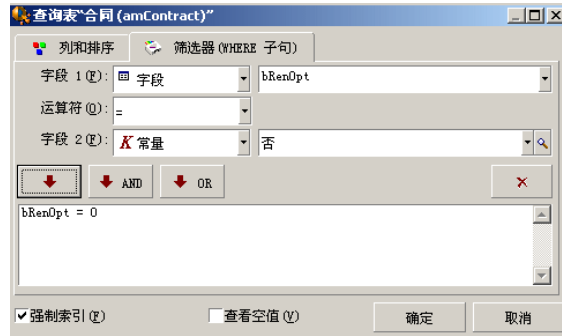 查询表“合同(amContract)”
列和排序 筛选器(WHERE 子句)
字段 1(F): 字段 bRenOpt
运算符(O): =
字段 2(F): K 常量 否
AND OR
bRenOpt = 0
强制索引(F) 查看空值(V) 确定 取消